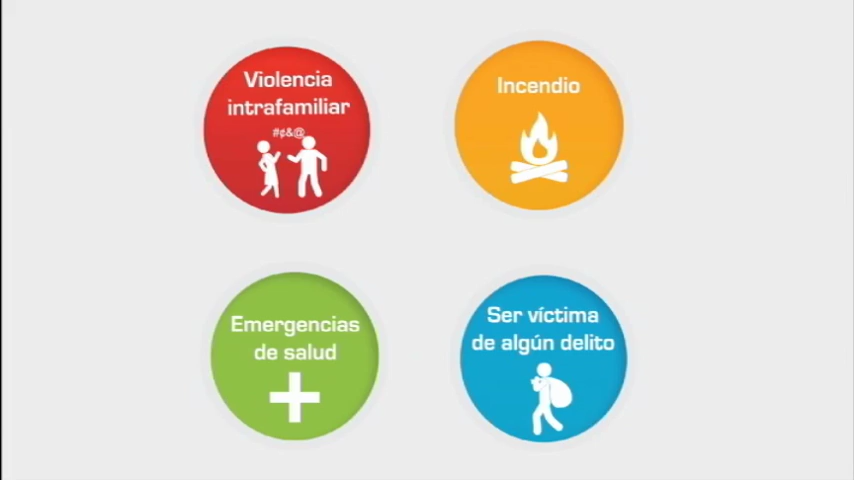 Violencia
intrafamiliar
#¢&@
Incendio
Emergencias
de salud
Ser víctima
de algún delito